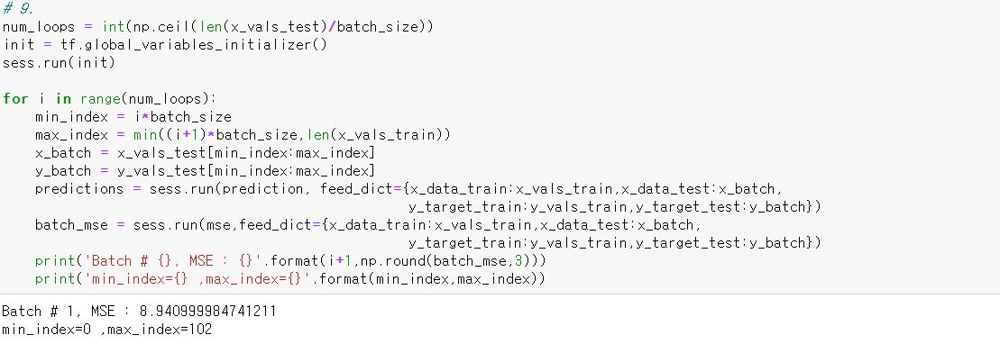 # 9.
num_loops = int(np.ceil(len(x_vals_test)/batch_size))
init = tf.global_variables_initializer()
sess.run(init)
for i in range(num_loops):
    min_index = i*batch_size
    max_index = min((i+1)*batch_size,len(x_vals_train))
    x_batch = x_vals_test[min_index:max_index]
    y_batch = y_vals_test[min_index:max_index]
    predictions = sess.run(prediction, feed_dict={x_data_train:x_vals_train,x_data_test:x_batch,
                                                  y_target_train:y_vals_train,y_target_test:y_batch})
    batch_mse = sess.run(mse,feed_dict={x_data_train:x_vals_train,x_data_test:x_batch,
                                                  y_target_train:y_vals_train,y_target_test:y_batch})
    print('Batch # {}, MSE : {}'.format(i+1,np.round(batch_mse,3)))
    print('min_index={} ,max_index={}'.format(min_index,max_index))
Batch # 1, MSE : 8.940999984741211
min_index=0 ,max_index=102